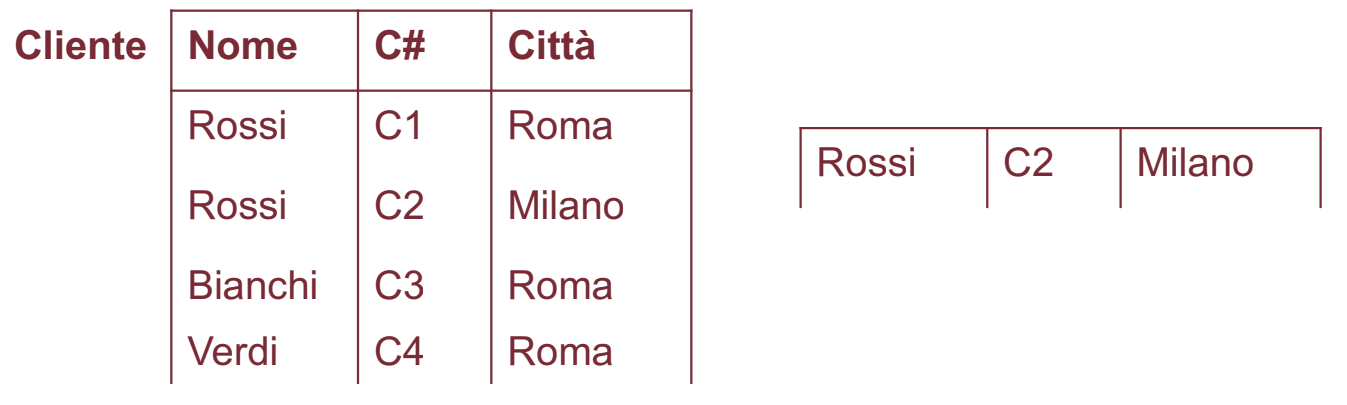 Cliente Nome C# Città
Rossi C1 Roma
Rossi C2 Milano
Bianchi C3 Roma
Verdi C4 Roma
Rossi C2 Milano